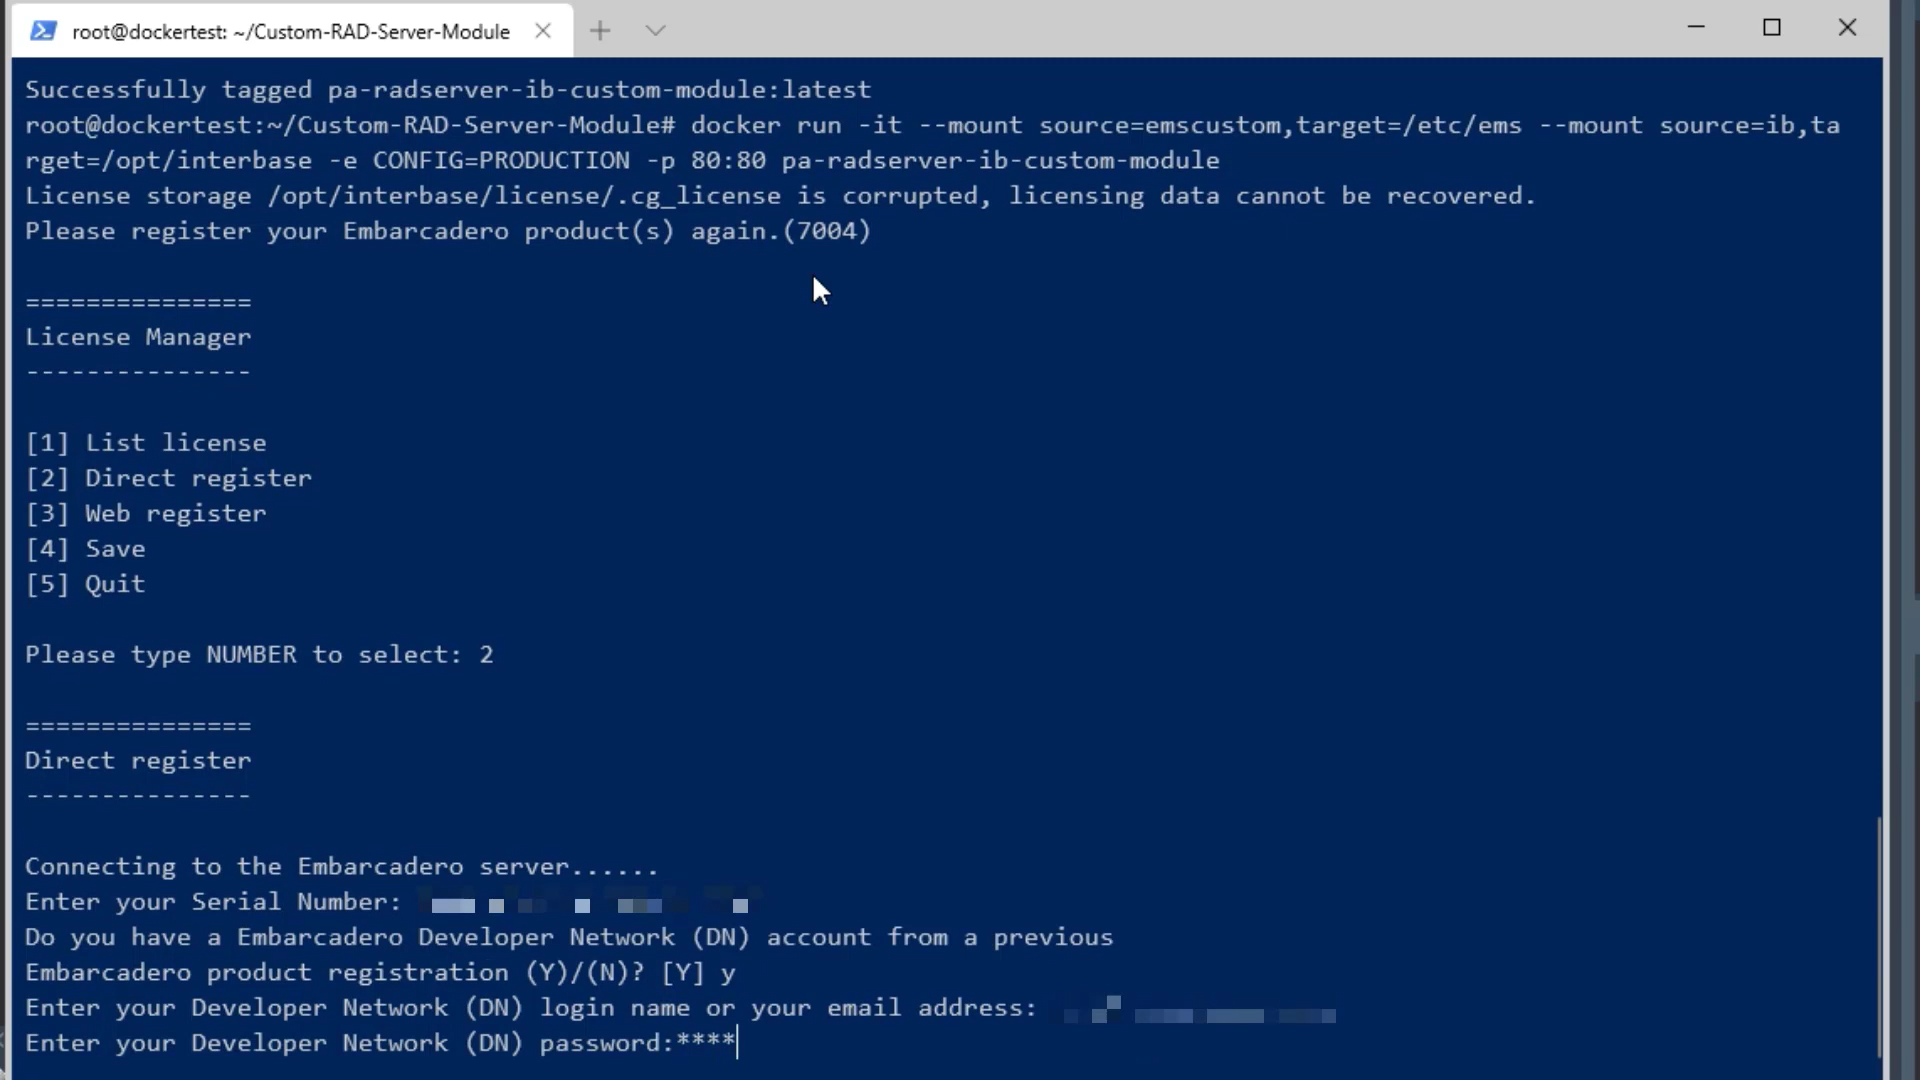 root@dockertest: ~/Custom-RAD-Server-Module
Successfully tagged pa-radserver-ib-custom-module:latest
root@dockertest:~/Custom-RAD-Server-Module# docker run -it --mount source=emscustom,target=/etc/ems --mount source=ib,ta
rget=/opt/interbase -e CONFIG=PRODUCTION -p 80:80 pa-radserver-ib-custom-module
License storage /opt/interbase/license/.cg_license is corrupted, licensing data cannot be recovered.
Please register your Embarcadero product(s) again.(7004)
===============
License Manager
---------------
[1] List license
[2] Direct register
[3] Web register
[4] Save
[5] Quit
Please type NUMBER to select: 2
===============
Direct register
---------------
Connecting to the Embarcadero server......
Enter your Serial Number:
Do you have a Embarcadero Developer Network (DN) account from a previous
Embarcadero product registration (Y)/(N)? [Y] y
Enter your Developer Network (DN) login name or your email address:
Enter your Developer Network (DN) password:****